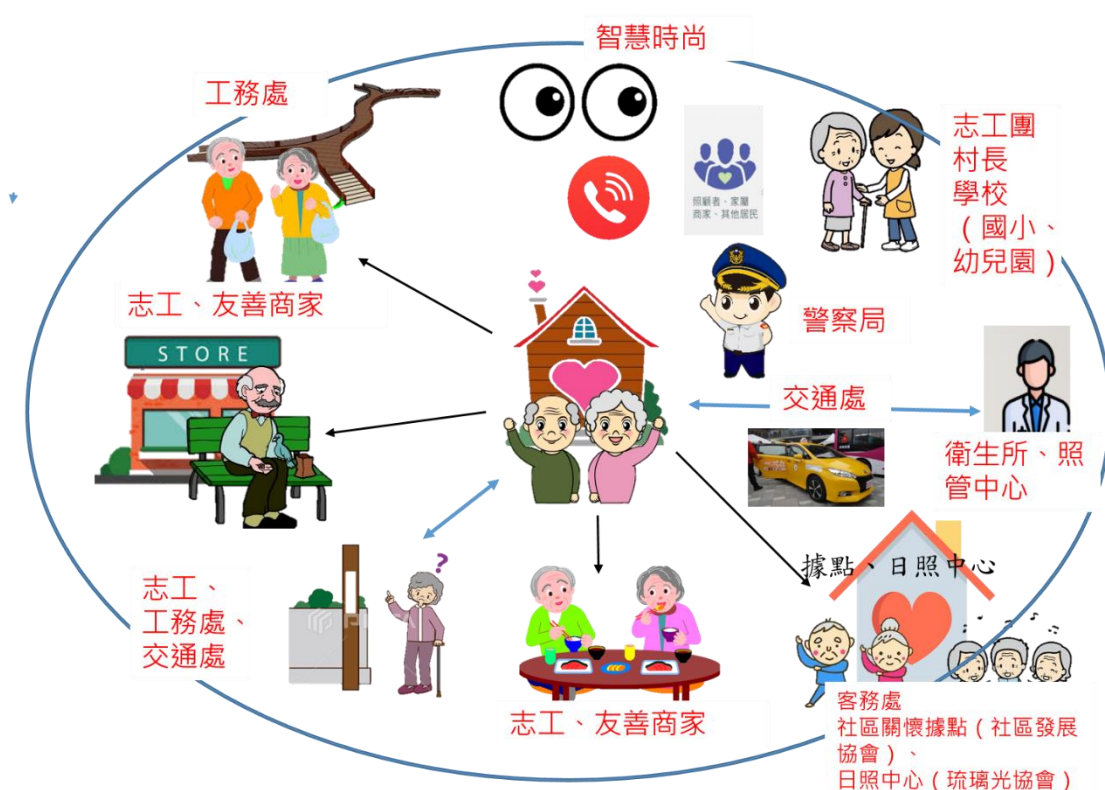 智慧時尚
工務處
照顧者、家屬
商家、其他居民
志工團
村長
學校
（國小、
幼兒園）
志工、友善商家
警察局
STORE
交通處
衛生所、照
管中心
據點、日照中心
?
志工、
工務處、
交通處
志工、友善商家
客務處
社區關懷據點（社區發展
協會）、
日照中心（琉璃光協會）